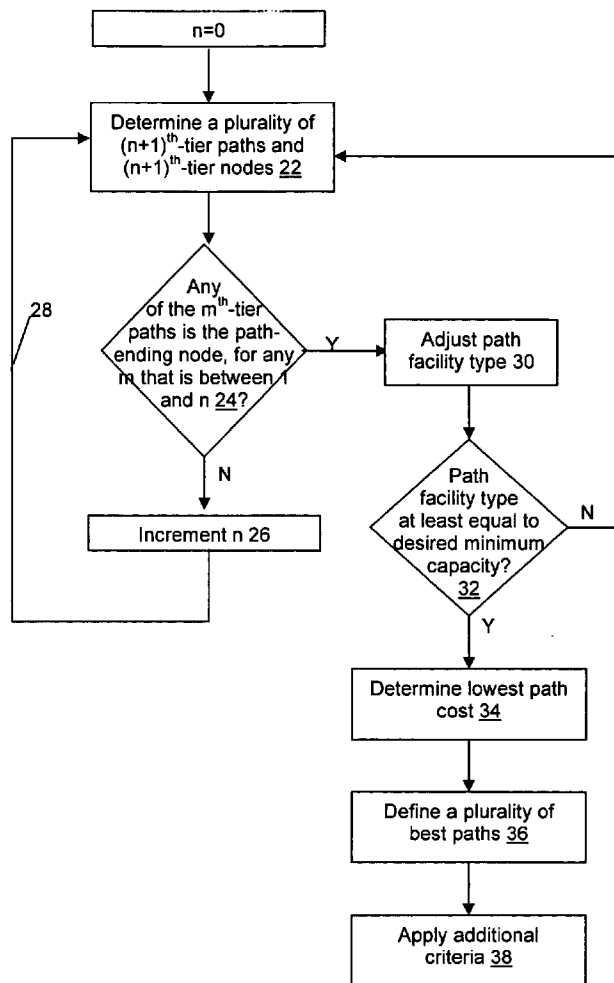 n=0
Determine a plurality of
(n+1)th-tier paths and
(n+1)th-tier nodes 22
28
Any
of the mth-tier
paths is the path-
ending node, for any
m that is between 1
and n 24?
Y
Adjust path
facility type 30
N
Increment n 26
Path
facility type
at least equal to
desired minimum
capacity?
32
N
Y
Determine lowest path
cost 34
Define a plurality of
best paths 36
Apply additional
criteria 38